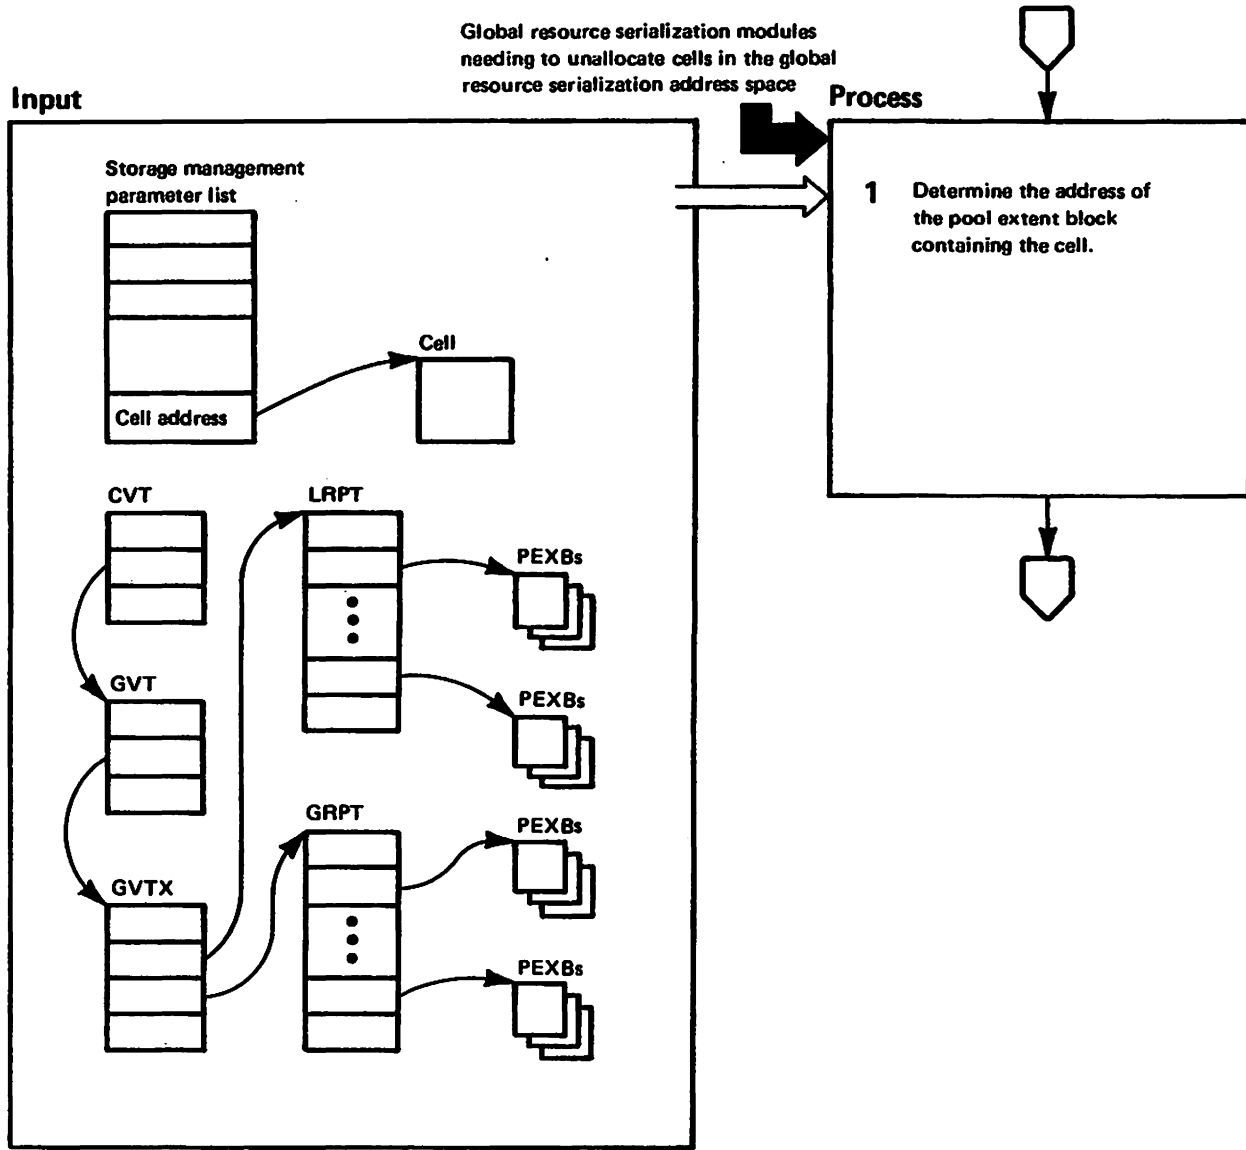 Global resource serialization modules
needing to unallocate cells in the global
resource serialization address space
Input
Process
Storage management
parameter list
1 Determine the address of
the pool extent block
containing the cell.
Cell
Cell address
CVT
LRPT
PEXBs
GVT
PEXBs
GRPT
PEXBs
GVTX
PEXBs